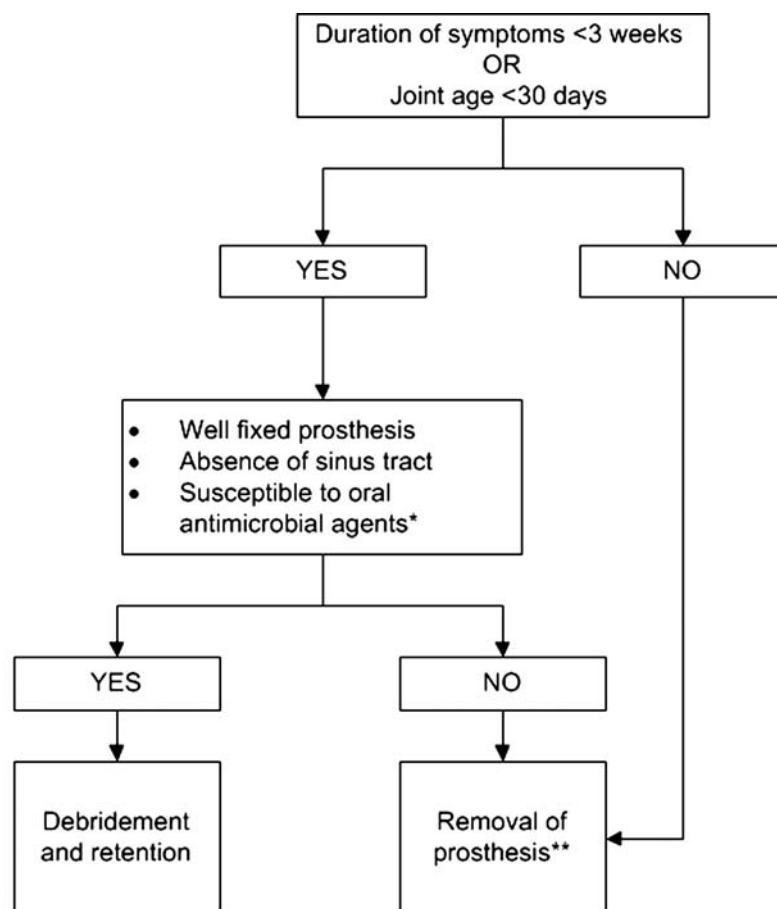 Duration of symptoms <3 weeks
OR
Joint age <30 days
YES
NO
• Well fixed prosthesis
• Absence of sinus tract
• Susceptible to oral
antimicrobial agents*
YES
NO
Debridement
and retention
Removal of
prosthesis**